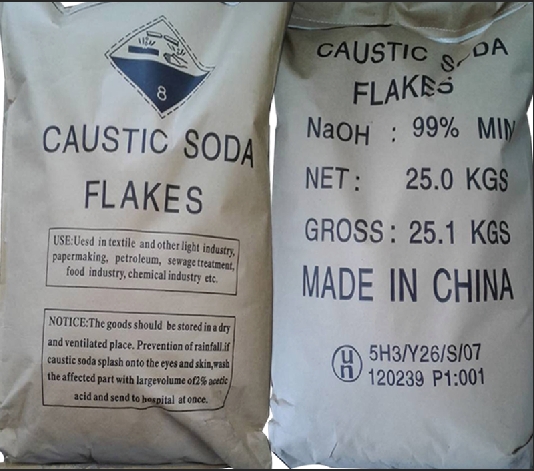 8
CAUSTIC SODA
FLAKES
USE:Uesd in textile and other light industry,
papermaking, petroleum, sewage treatment,
food industry, chemical industry etc.
NOTICE:The goods should be stored in a dry
and ventilated place. Prevention of rainfall.if
caustic soda splash onto the eyes and skin,wash
the affected part with largevolume of2% acetic
acid and send to hospital at once.
CAUSTIC SODA
FLAKES
NaOH : 99% MIN
NET: 25.0 KGS
GROSS: 25.1 KGS
MADE IN CHINA
un 5H3/Y26/S/07
120239 P1:001